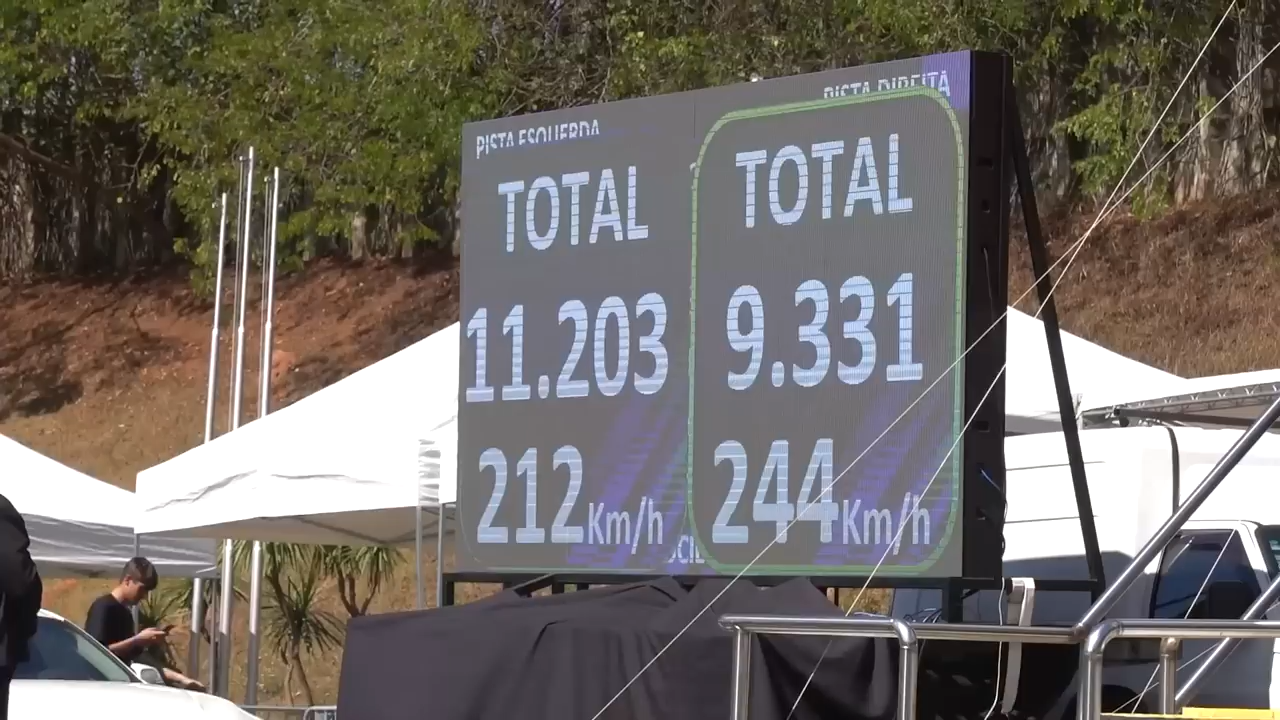 PISTA ESQUERDA
TOTAL
11.203
212Km/h
PISTA DIREITA
TOTAL
9.331
244Km/h